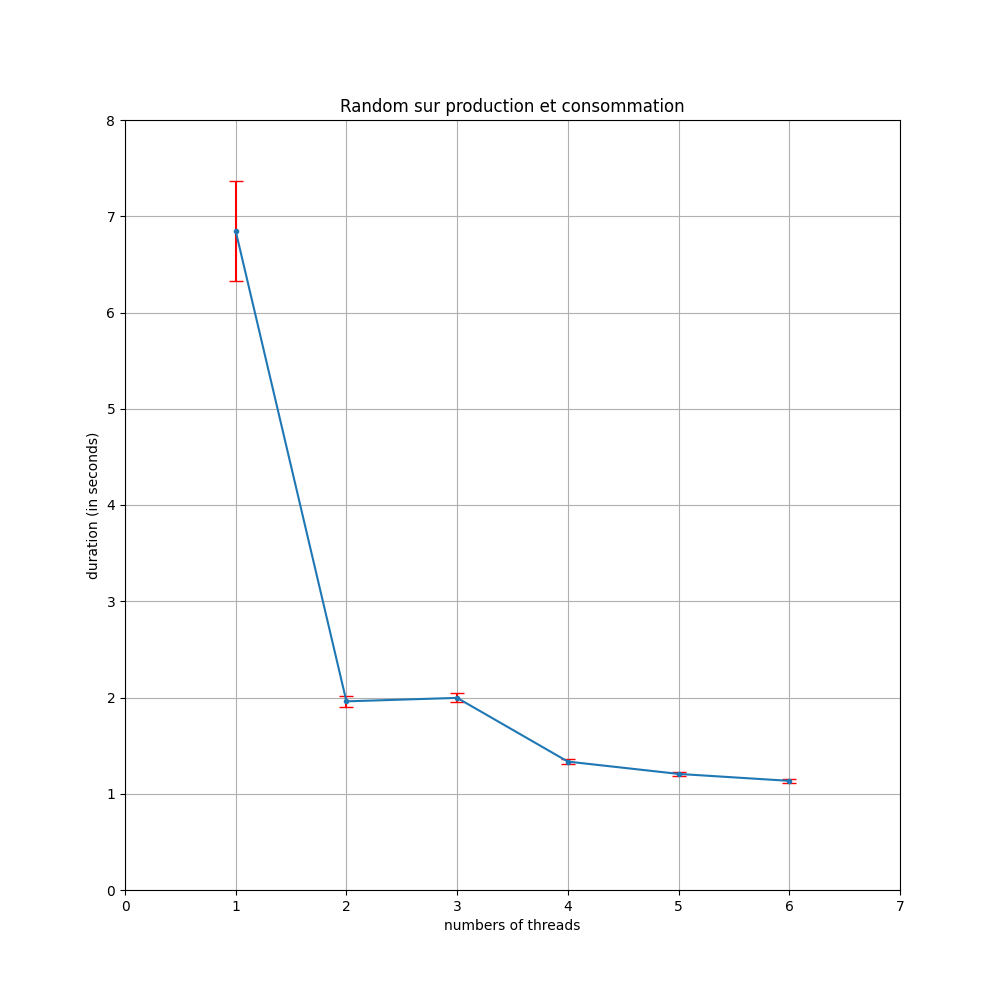 Random sur production et consommation
8
7
6
5
4
3
2
1
0
duration (in seconds)
0 1 2 3 4 5 6 7
numbers of threads